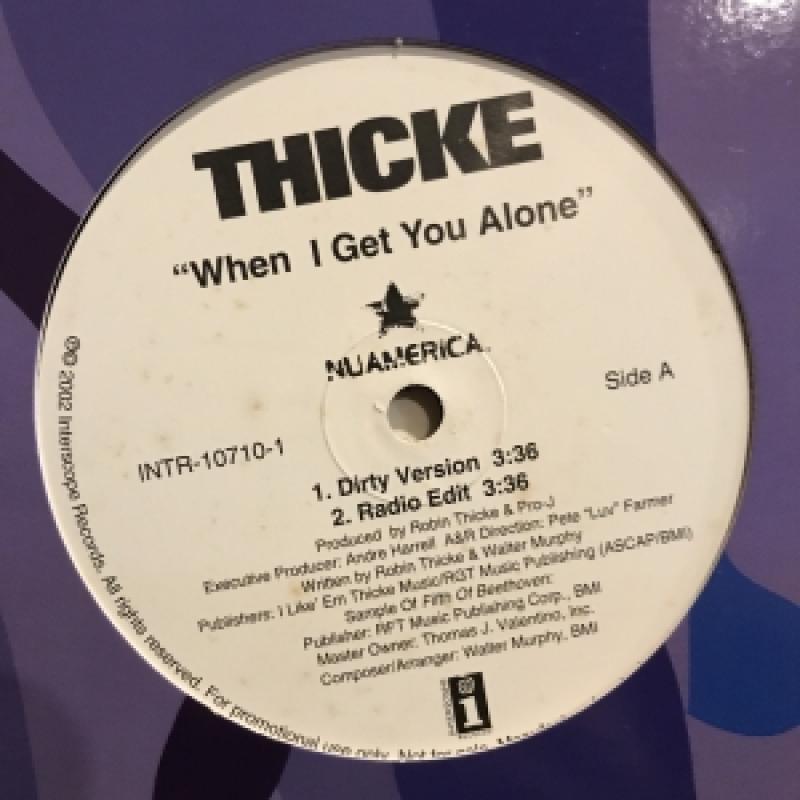 THICKE
“When I Get You Alone”
NUAMERICA
Side A
INTR-10710-1
1. Dirty Version 3:36
2. Radio Edit 3:36
Produced by Robin Thicke & Pro-J
Executive Producer: Andre Harrell A&R Direction: Pete “Luv” Farmer
Written by Robin Thicke & Walter Murphy
Publishers: I Like' Em Thicke Music/RGT Music Publishing (ASCAP/BMI)
Sample Of Fifth Of Beethoven:
Publisher: RFT Music Publishing Corp., BMI
Master Owner: Thomas J. Valentino, Inc.
Composer/Arranger: Walter Murphy, BMI
i
℗© 2002 Interscope Records. All rights reserved. For promotional use only. Not for sale.